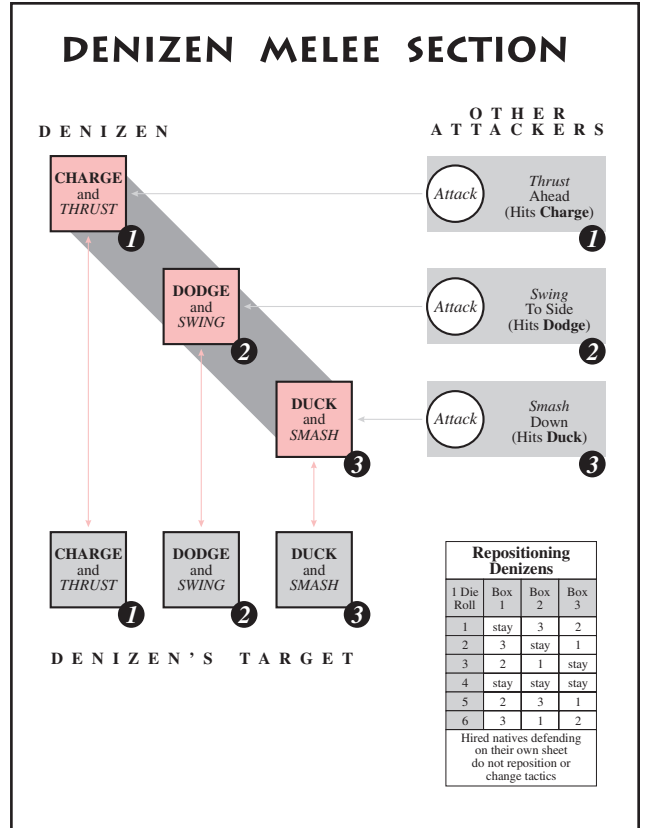 DENIZEN MELEE SECTION
DENIZEN
OTHER
ATTACKERS
CHARGE
and
THRUST
1
Attack
Thrust
Ahead
(Hits Charge)
1
DODGE
and
SWING
2
Attack
Swing
To Side
(Hits Dodge)
2
DUCK
and
SMASH
3
Attack
Smash
Down
(Hits Duck)
3
CHARGE
and
THRUST
1
DODGE
and
SWING
2
DUCK
and
SMASH
3
DENIZEN'S TARGET
Repositioning
Denizens
1 Die Roll Box 1 Box 2 Box 3
1 stay 3 2
2 3 stay 1
3 2 1 stay
4 stay stay stay
5 2 3 1
6 3 1 2
Hired natives defending
on their own sheet
do not reposition or
change tactics